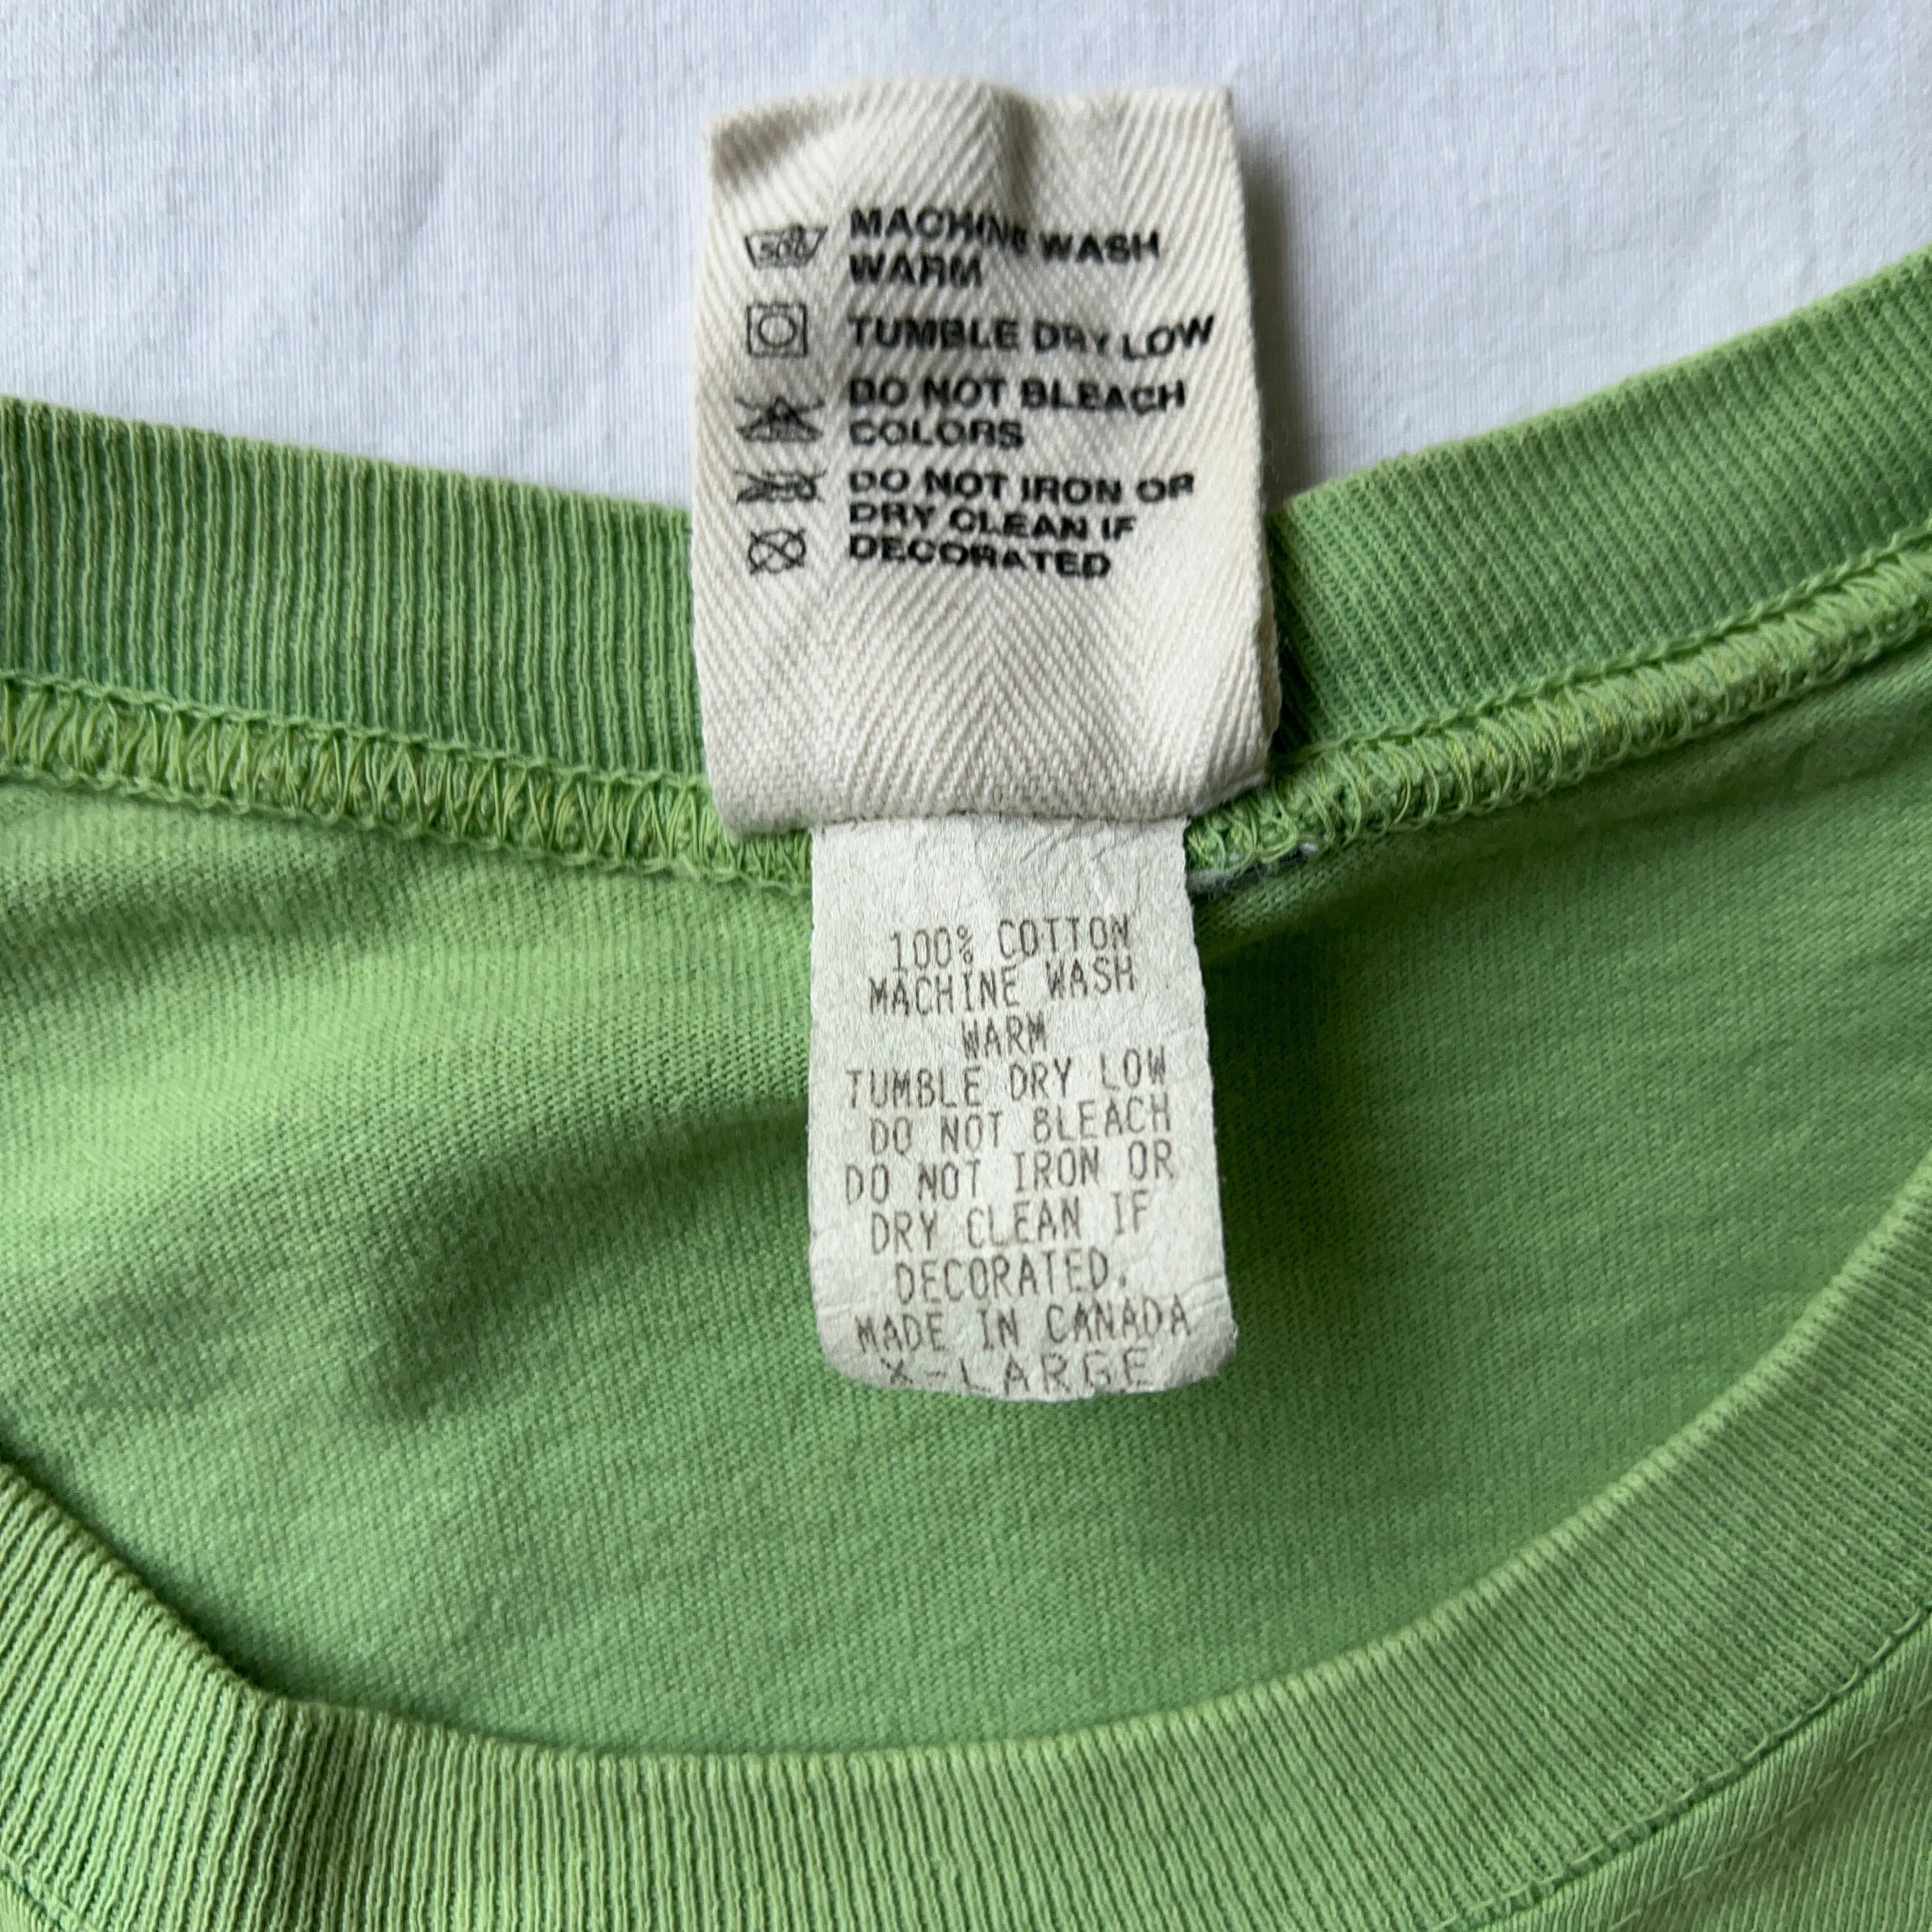 50C MACHINE WASH
WARM
TUMBLE DRY LOW
DO NOT BLEACH
COLORS
DO NOT IRON OR
DRY CLEAN IF
DECORATED
100% COTTON
MACHINE WASH
WARM
TUMBLE DRY LOW
DO NOT BLEACH
DO NOT IRON OR
DRY CLEAN IF
DECORATED.
MADE IN CANADA
X-LARGE